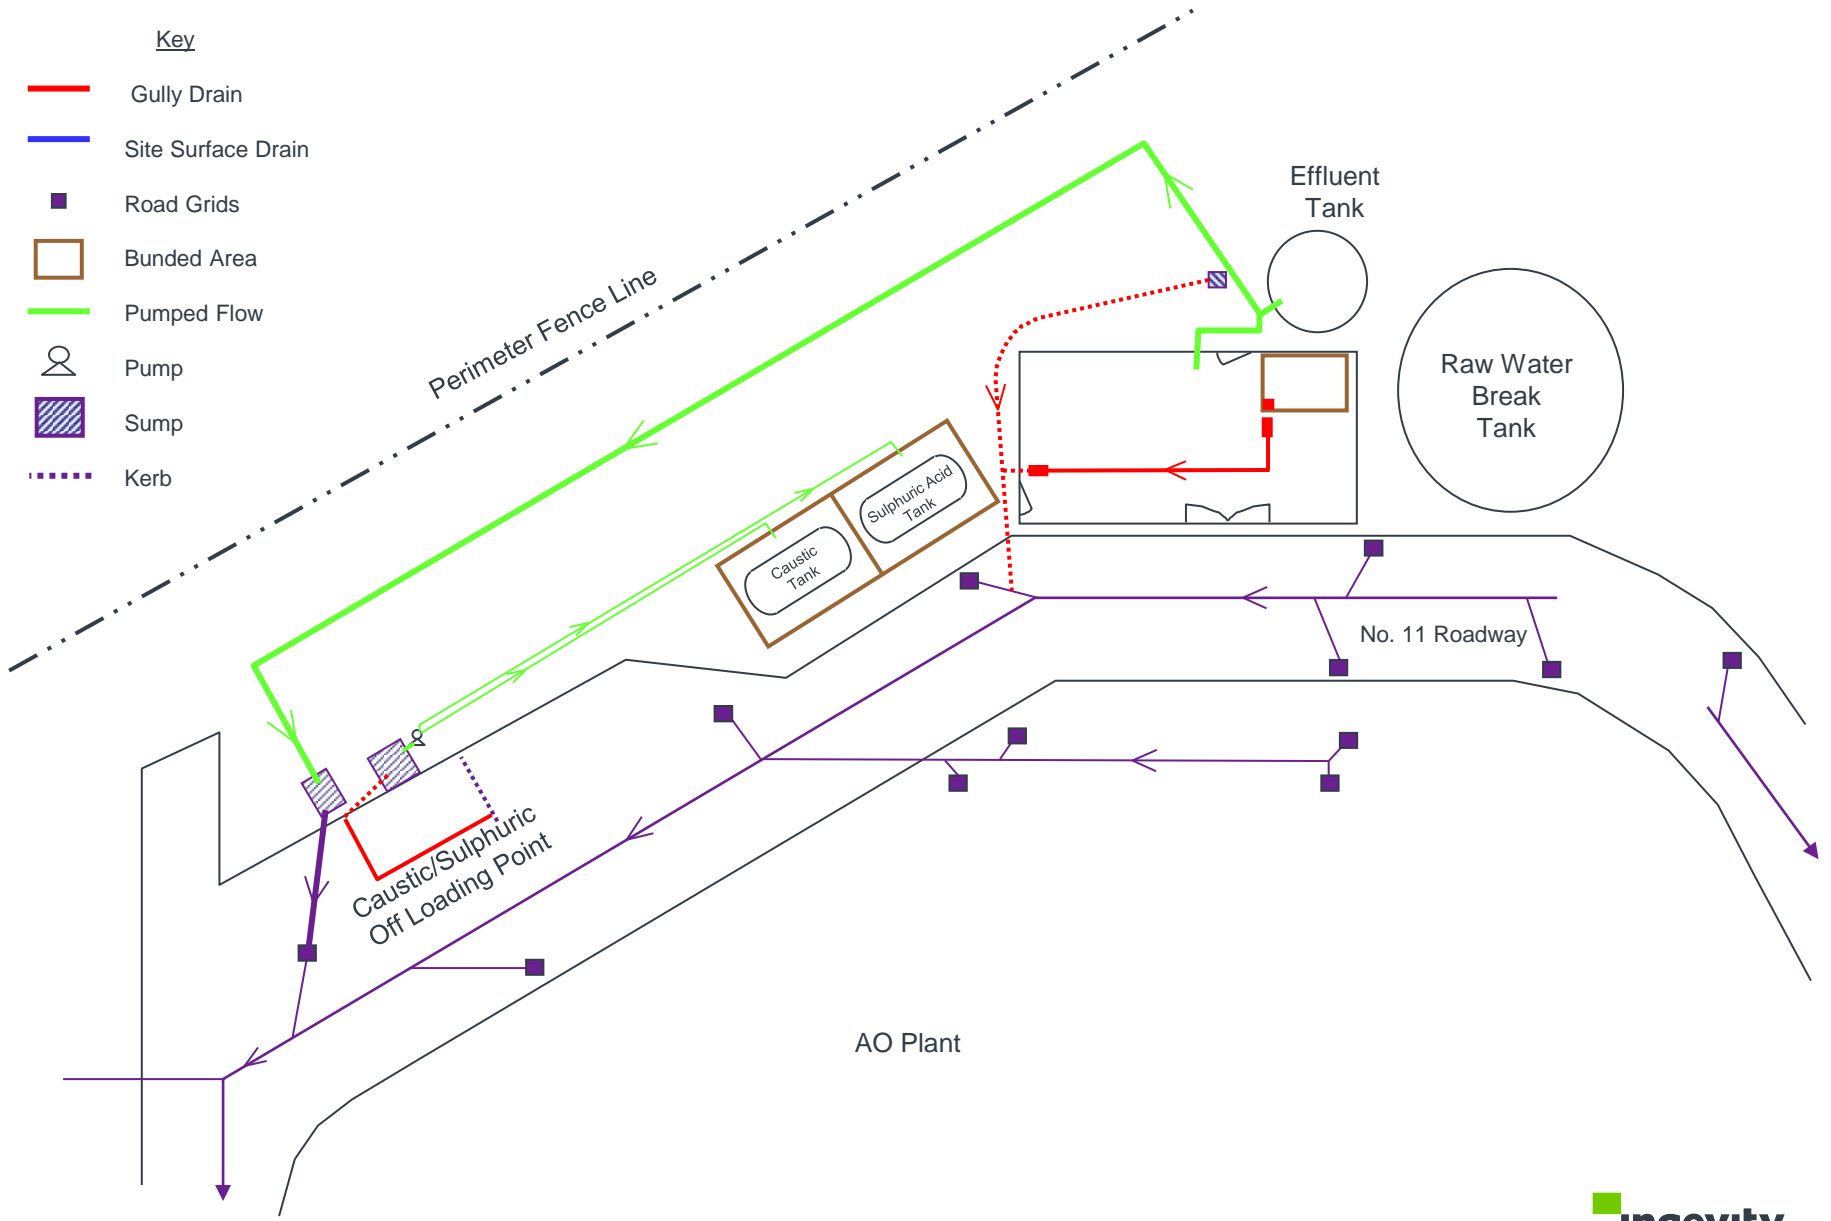 Key
Gully Drain
Site Surface Drain
Road Grids
Bunded Area
Pumped Flow
Pump
Sump
Kerb
Perimeter Fence Line
Effluent
Tank
Raw Water
Break
Tank
Sulphuric Acid
Tank
Caustic
Tank
No. 11 Roadway
Caustic/Sulphuric
Off Loading Point
AO Plant
ingevity